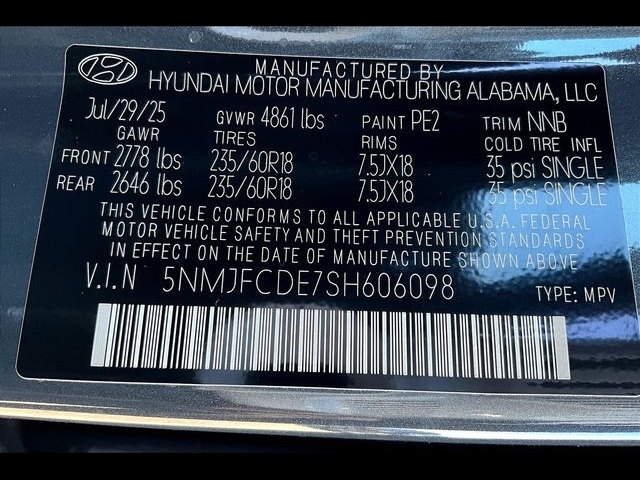 MANUFACTURED BY
HYUNDAI MOTOR MANUFACTURING ALABAMA, LLC
Jul/29/25 GVWR 4861 lbs PAINT PE2 TRIM NNB
GAWR TIRES RIMS COLD TIRE INFL
FRONT 2778 lbs 235/60R18 7.5JX18 35 psi SINGLE
REAR 2646 lbs 235/60R18 7.5JX18 35 psi SINGLE
THIS VEHICLE CONFORMS TO ALL APPLICABLE U.S.A. FEDERAL
MOTOR VEHICLE SAFETY AND THEFT PREVENTION STANDARDS
IN EFFECT ON THE DATE OF MANUFACTURE SHOWN ABOVE.
V.I.N 5NMJFCDE7SH606098 TYPE: MPV